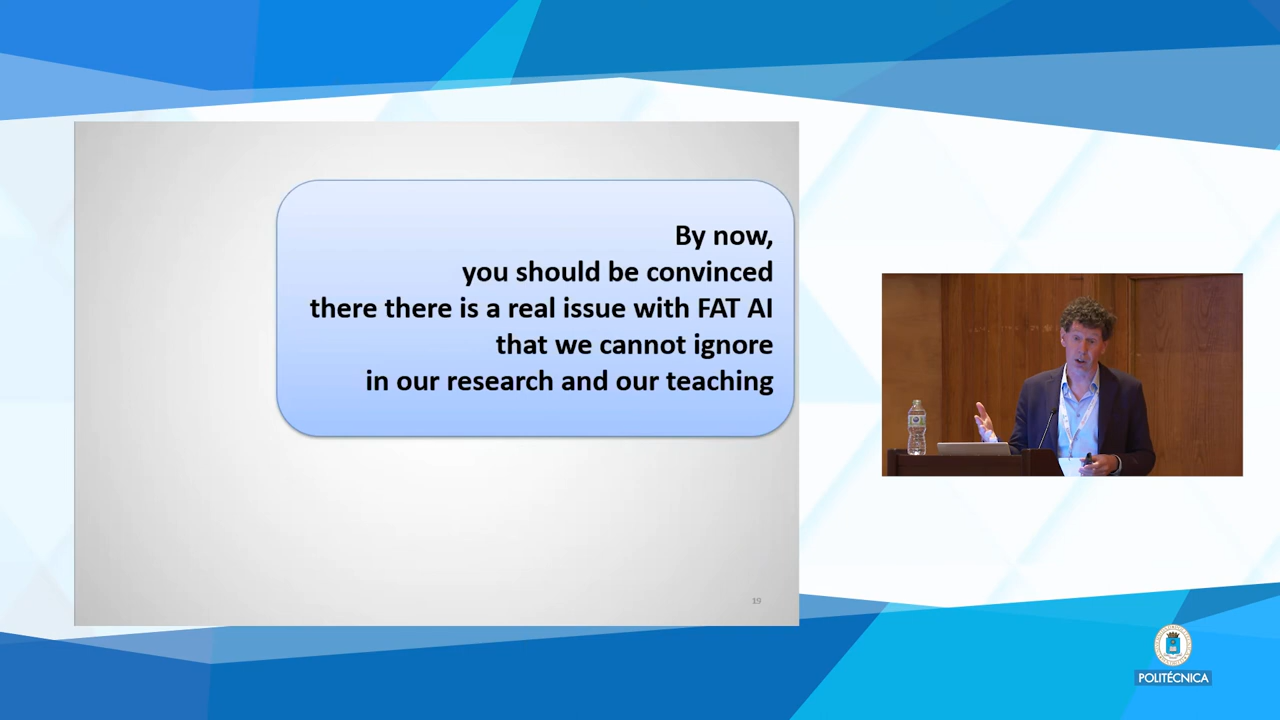 By now,
you should be convinced
there there is a real issue with FAT AI
that we cannot ignore
in our research and our teaching
19
POLITÉCNICA